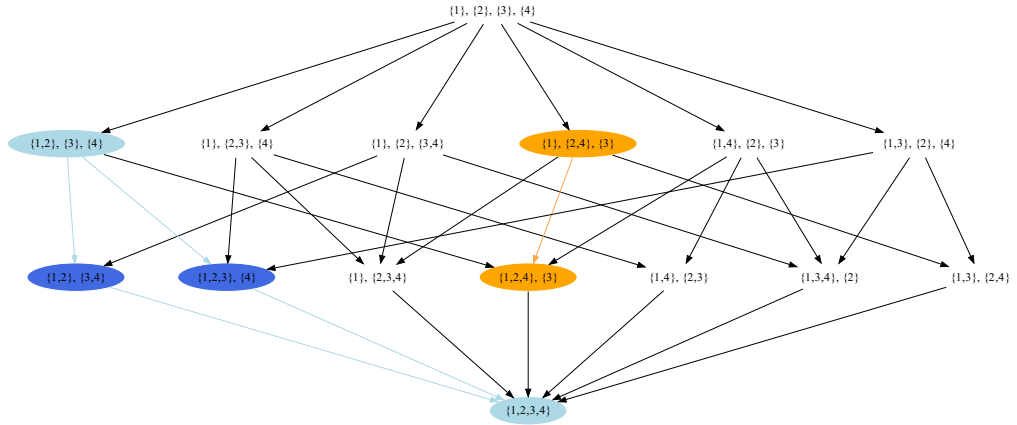 {1}, {2}, {3}, {4}
{1,2}, {3}, {4}
{1}, {2,3}, {4}
{1}, {2}, {3,4}
{1}, {2,4}, {3}
{1,4}, {2}, {3}
{1,3}, {2}, {4}
{1,2}, {3,4}
{1,2,3}, {4}
{1}, {2,3,4}
{1,2,4}, {3}
{1,4}, {2,3}
{1,3,4}, {2}
{1,3}, {2,4}
{1,2,3,4}